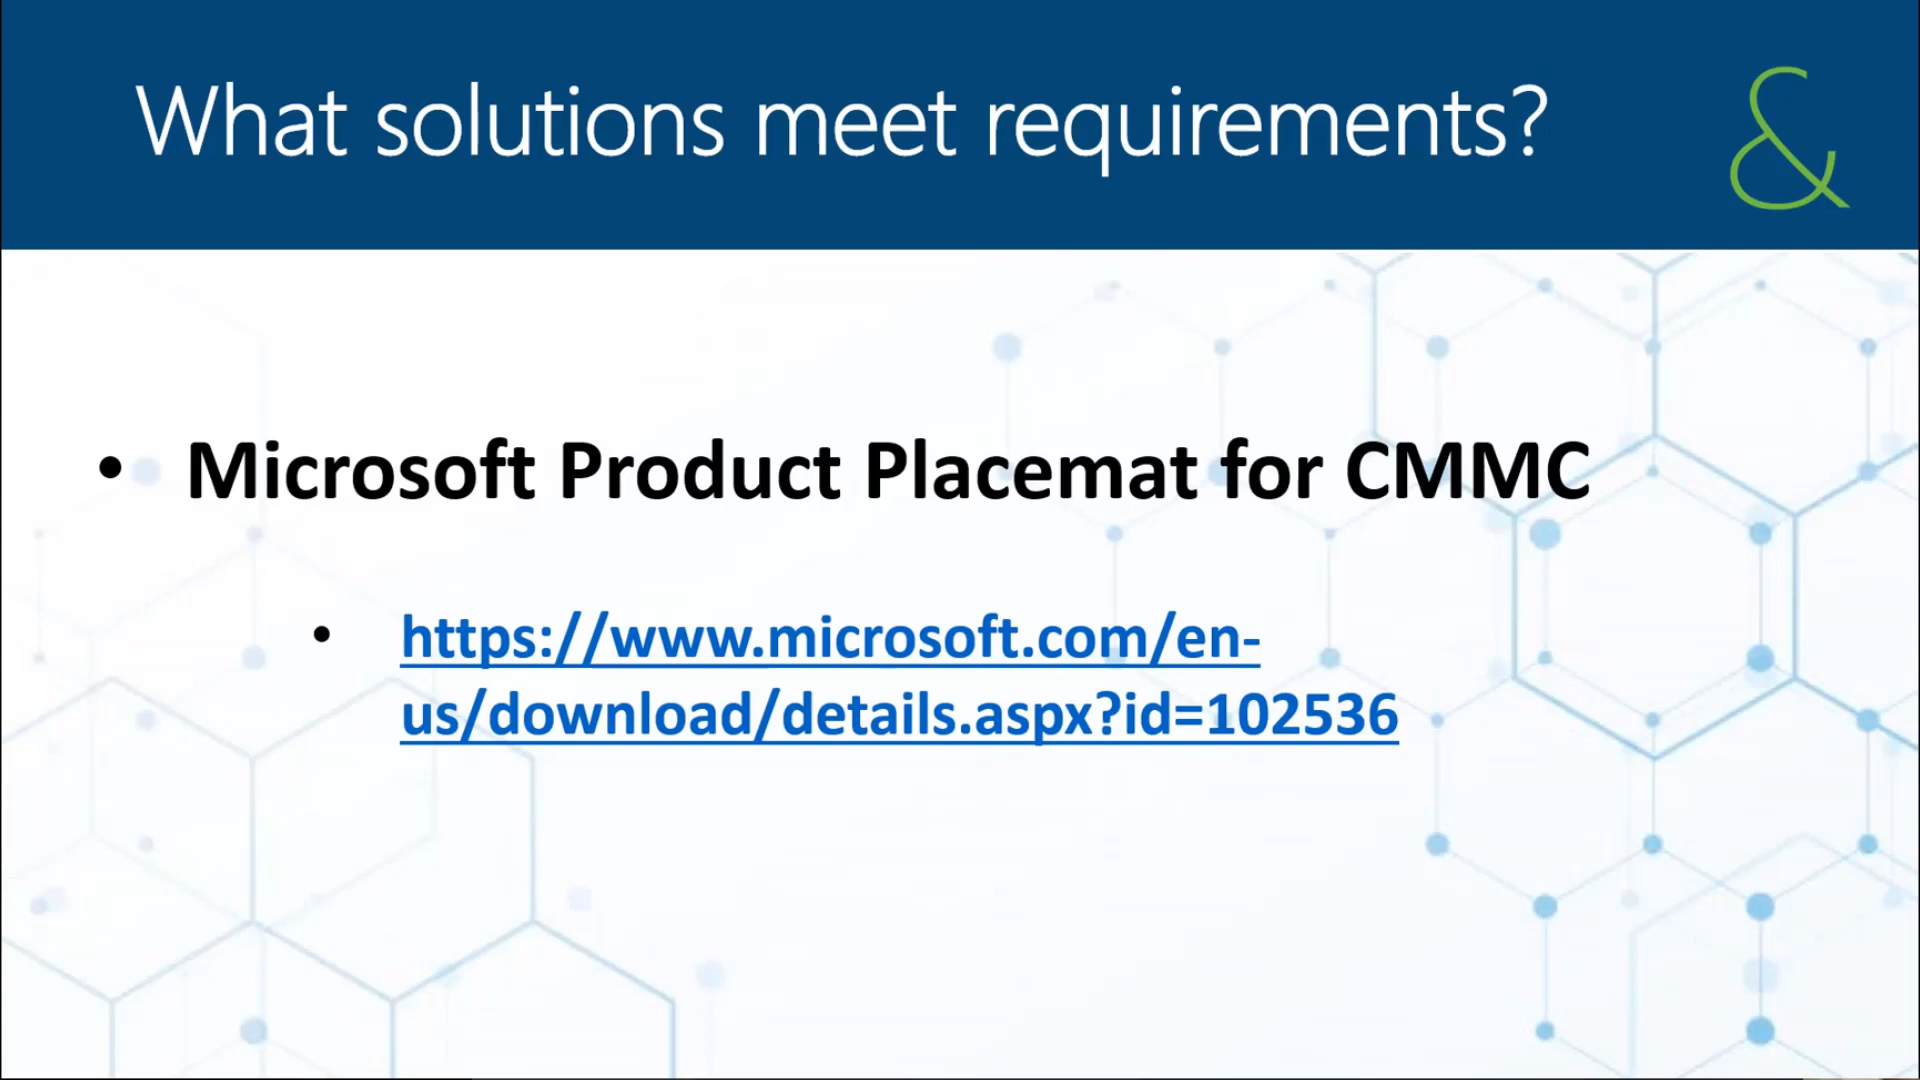 What solutions meet requirements?
&
• Microsoft Product Placemat for CMMC
• https://www.microsoft.com/en-
us/download/details.aspx?id=102536